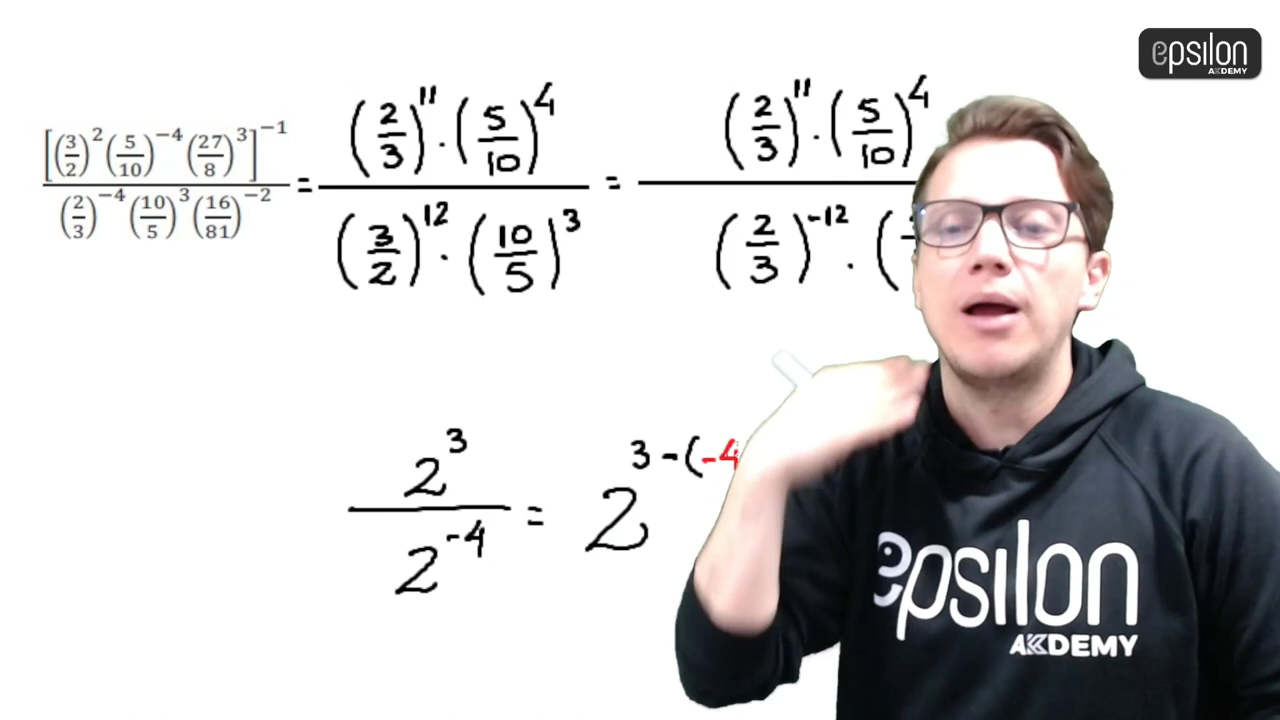 epsilon
AKDEMY
[(3/2)^2 (5/10)^-4 (27/8)^3]^-1 / (2/3)^-4 (10/5)^3 (16/81)^-2 = (2/3)^11 · (5/10)^4 / (3/2)^12 · (10/5)^3 = (2/3)^11 · (5/10)^4 / (2/3)^-12 · (
2^3 / 2^-4 = 2^3-(-4
epsilon
AKDEMY